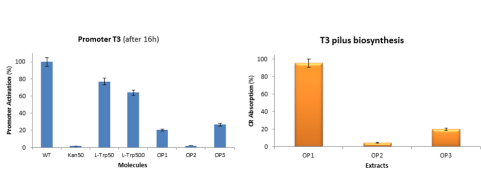 Promoter T3 (after 16h)
Promoter Activation (%)
120
100
80
60
40
20
0
WT Kan50 L-Trp50 L-Trp500 OP1 OP2 OP3
Molecules
T3 pilus biosynthesis
CR Absorption (%)
100
80
60
40
20
0
OP1 OP2 OP3
Extracts